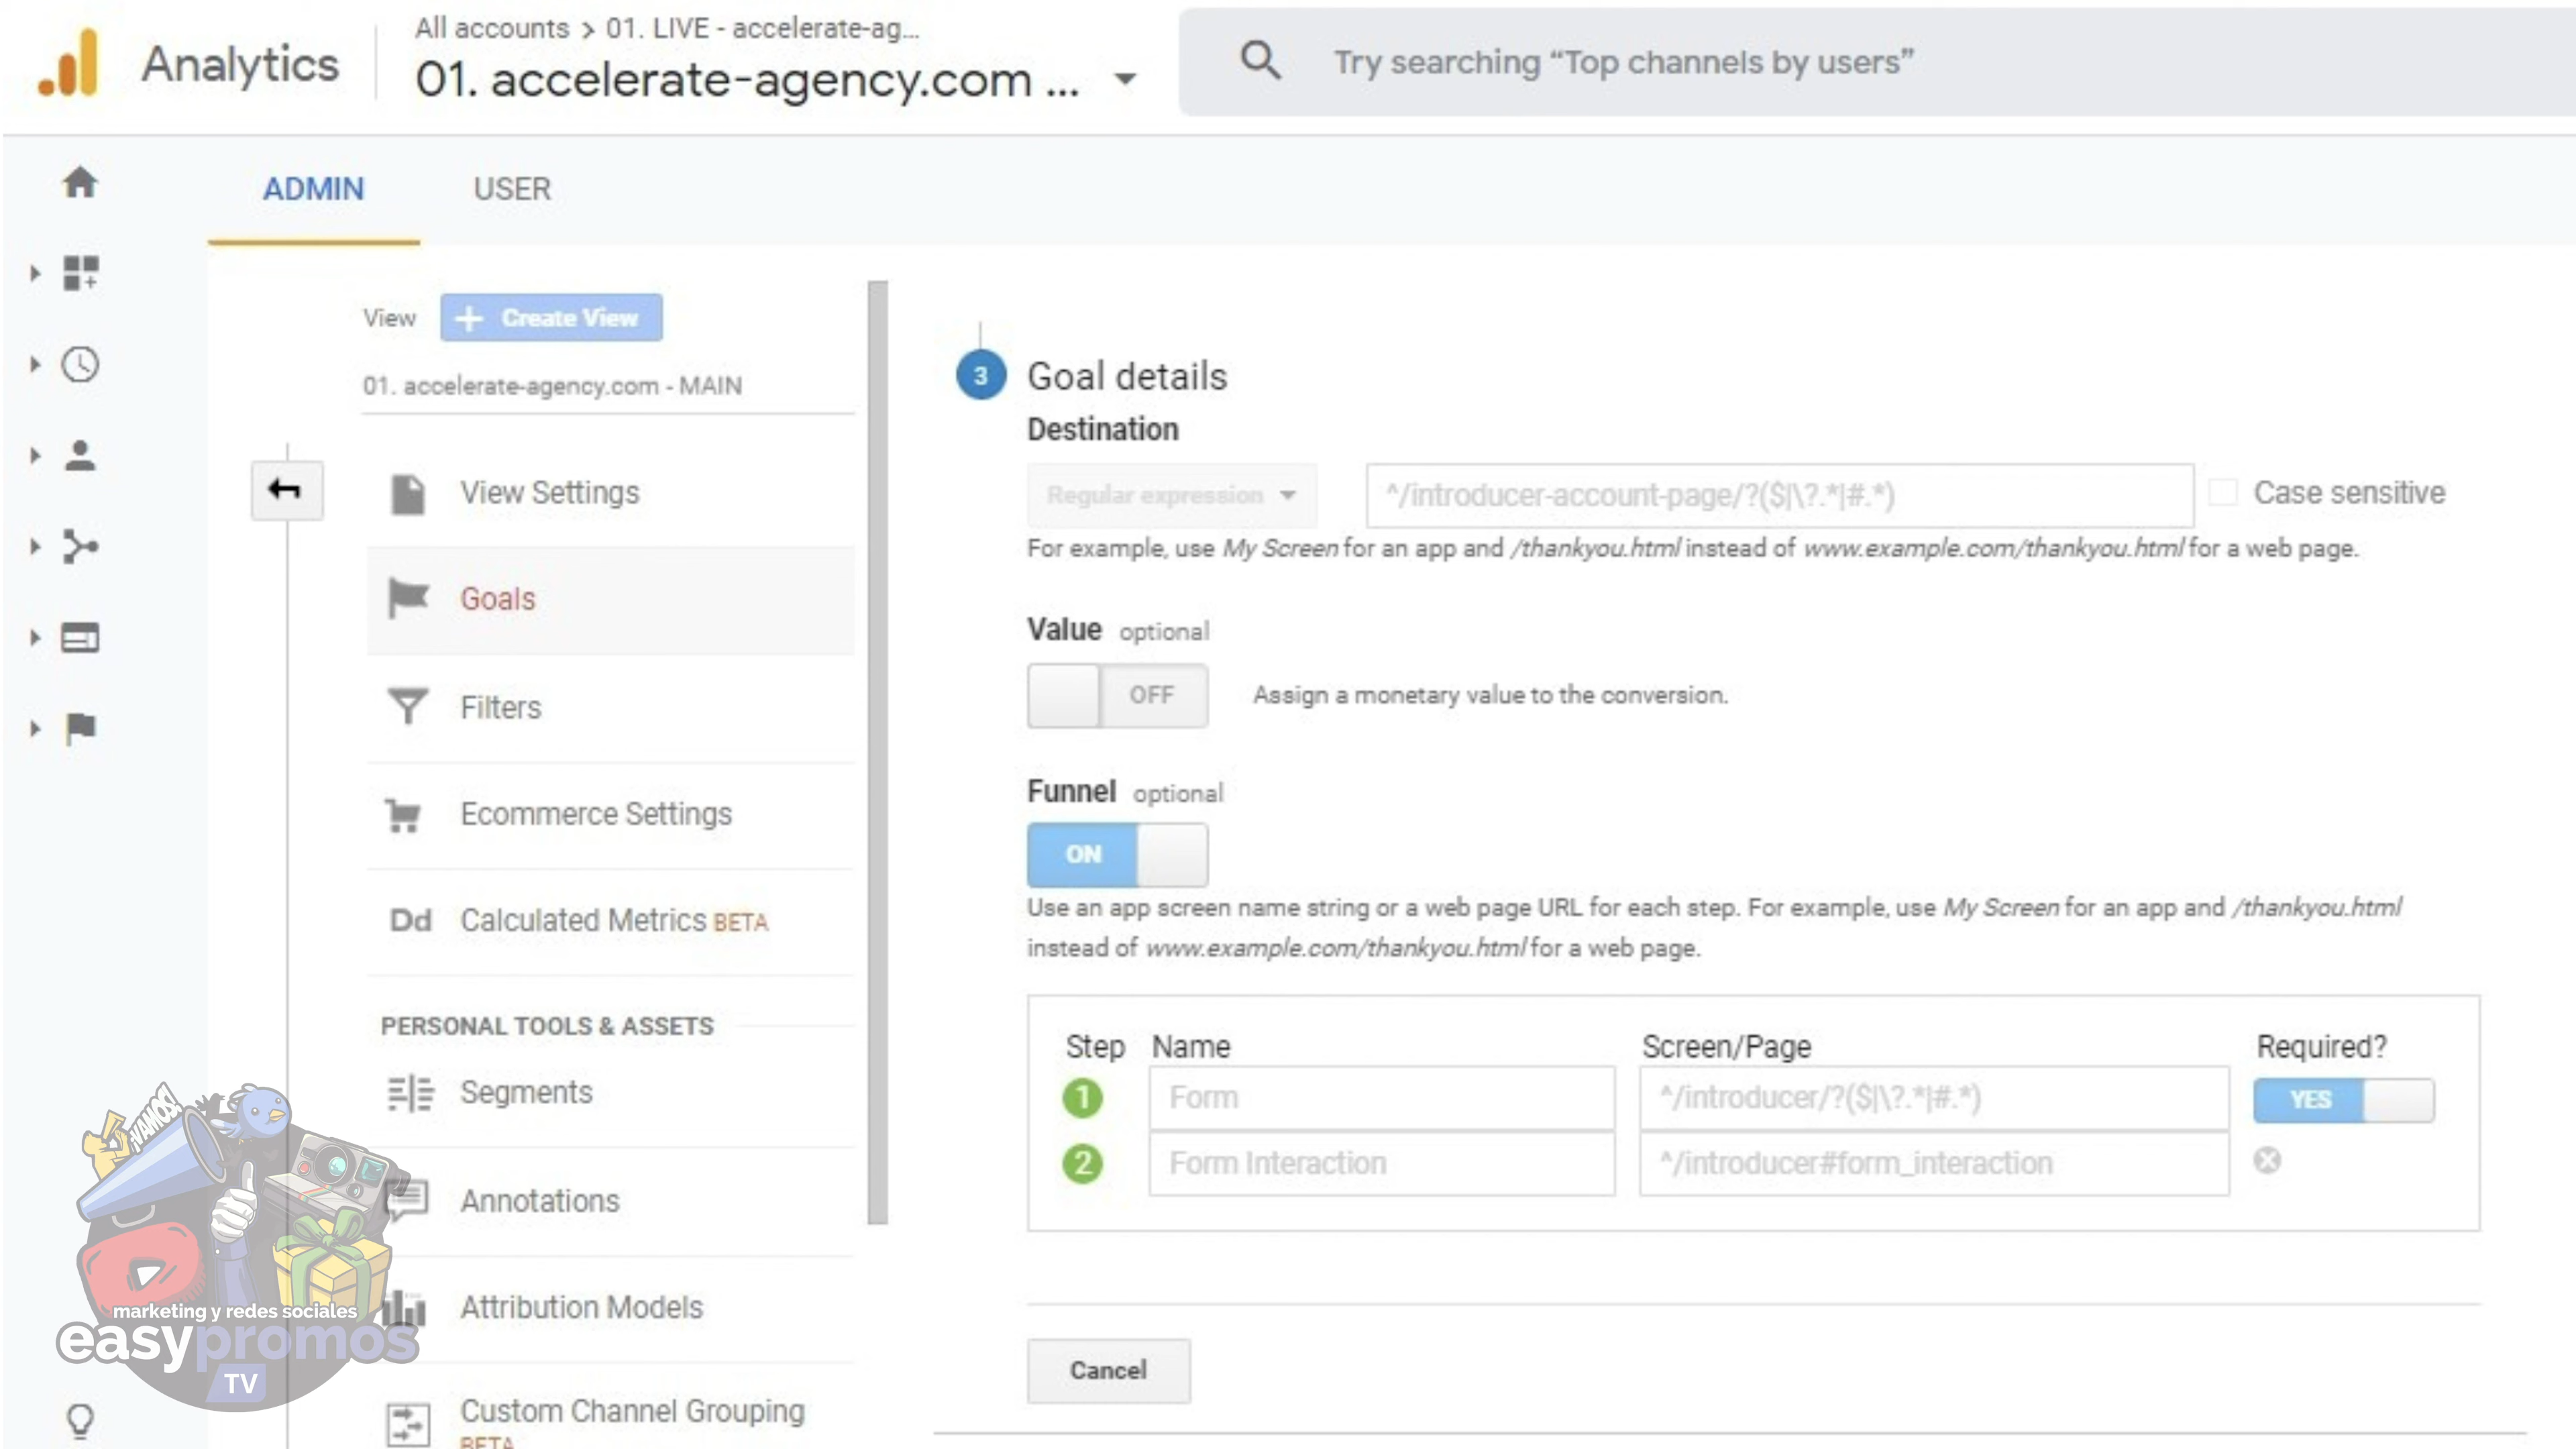 Analytics
All accounts > 01. LIVE - accelerate-ag...
01. accelerate-agency.com ...
Try searching “Top channels by users”
ADMIN
USER
View
+ Create View
01. accelerate-agency.com - MAIN
View Settings
Goals
Filters
Ecommerce Settings
Dd Calculated Metrics BETA
PERSONAL TOOLS & ASSETS
Segments
Annotations
Attribution Models
Custom Channel Grouping
BETA
3 Goal details
Destination
Regular expression
^/introducer-account-page/?($|\?.*|#.*)
Case sensitive
For example, use My Screen for an app and /thankyou.html instead of www.example.com/thankyou.html for a web page.
Value optional
OFF
Assign a monetary value to the conversion.
Funnel optional
ON
Use an app screen name string or a web page URL for each step. For example, use My Screen for an app and /thankyou.html
instead of www.example.com/thankyou.html for a web page.
Step Name Screen/Page Required?
1 Form ^/introducer/?($|\?.*|#.*) YES
2 Form Interaction ^/introducer#form_interaction
Cancel
¡VAMOS!
marketing y redes sociales
easypromos
TV